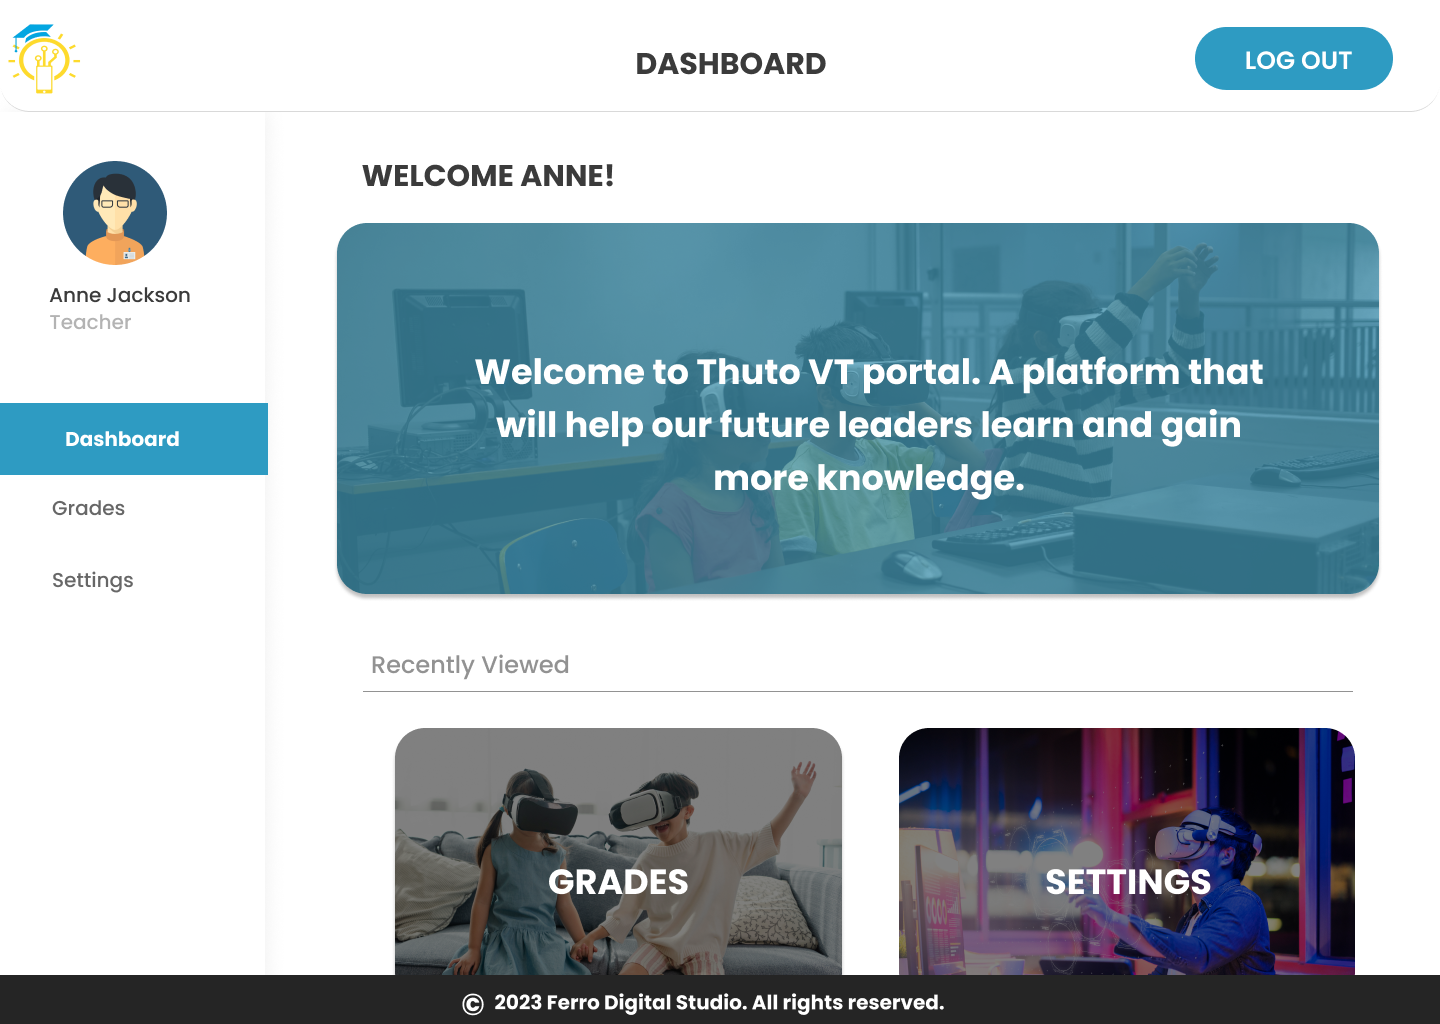 DASHBOARD
LOG OUT
Anne Jackson
Teacher
Dashboard
Grades
Settings
WELCOME ANNE!
Welcome to Thuto VT portal. A platform that
will help our future leaders learn and gain
more knowledge.
Recently Viewed
GRADES
SETTINGS
© 2023 Ferro Digital Studio. All rights reserved.